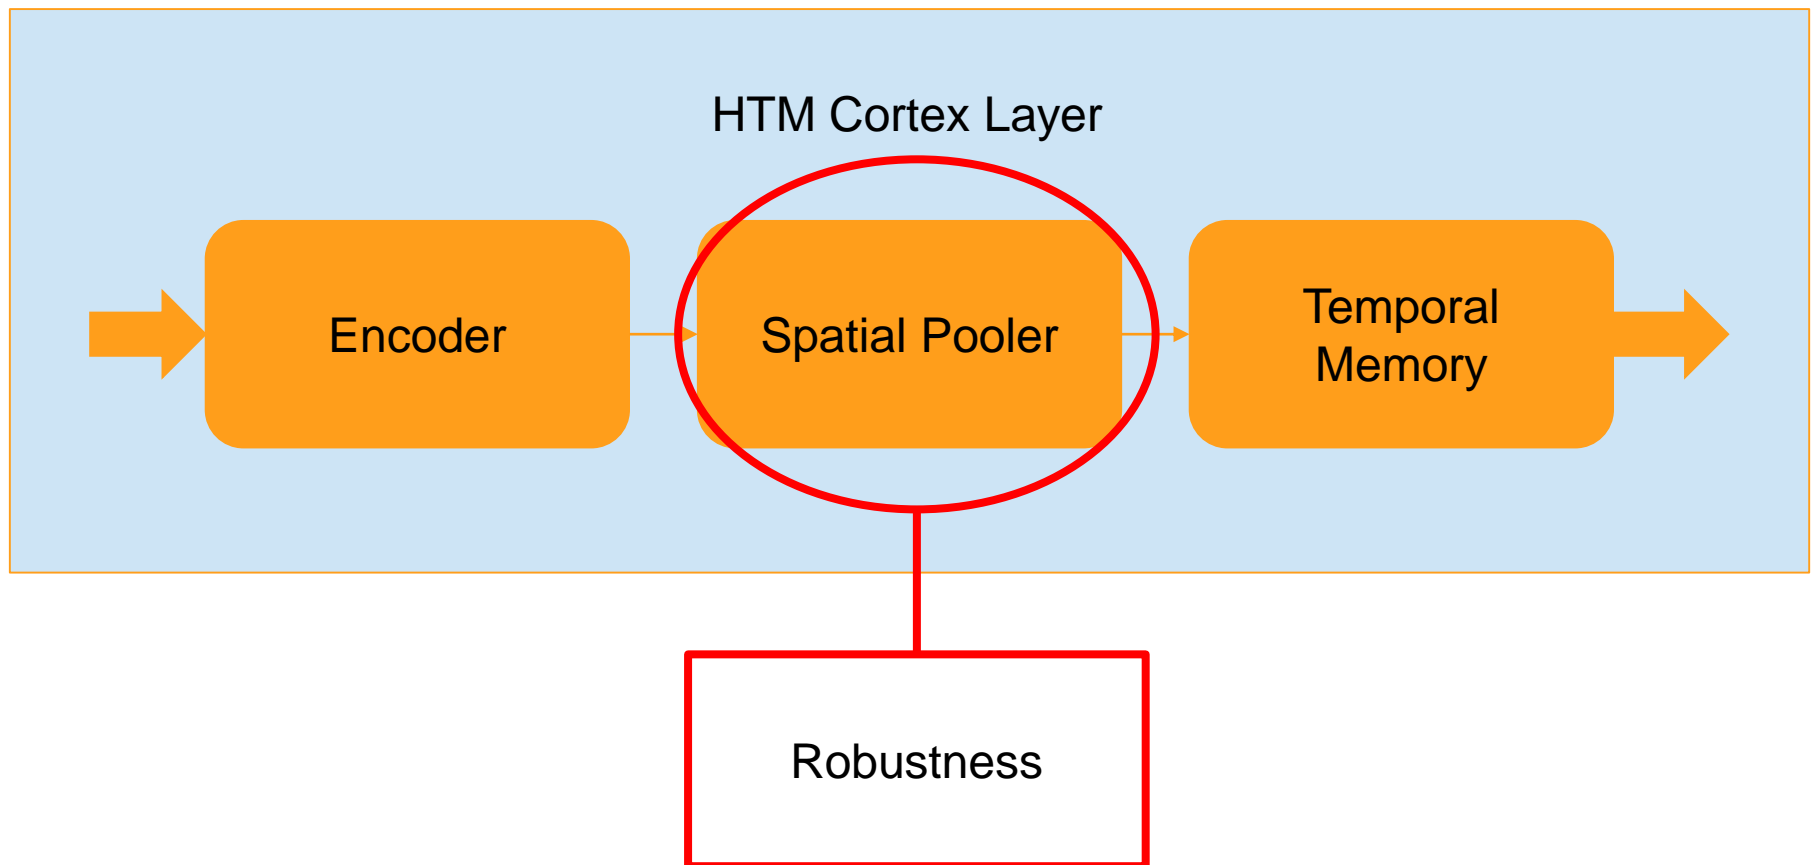 HTM Cortex Layer
Encoder
Spatial Pooler
Temporal
Memory
Robustness